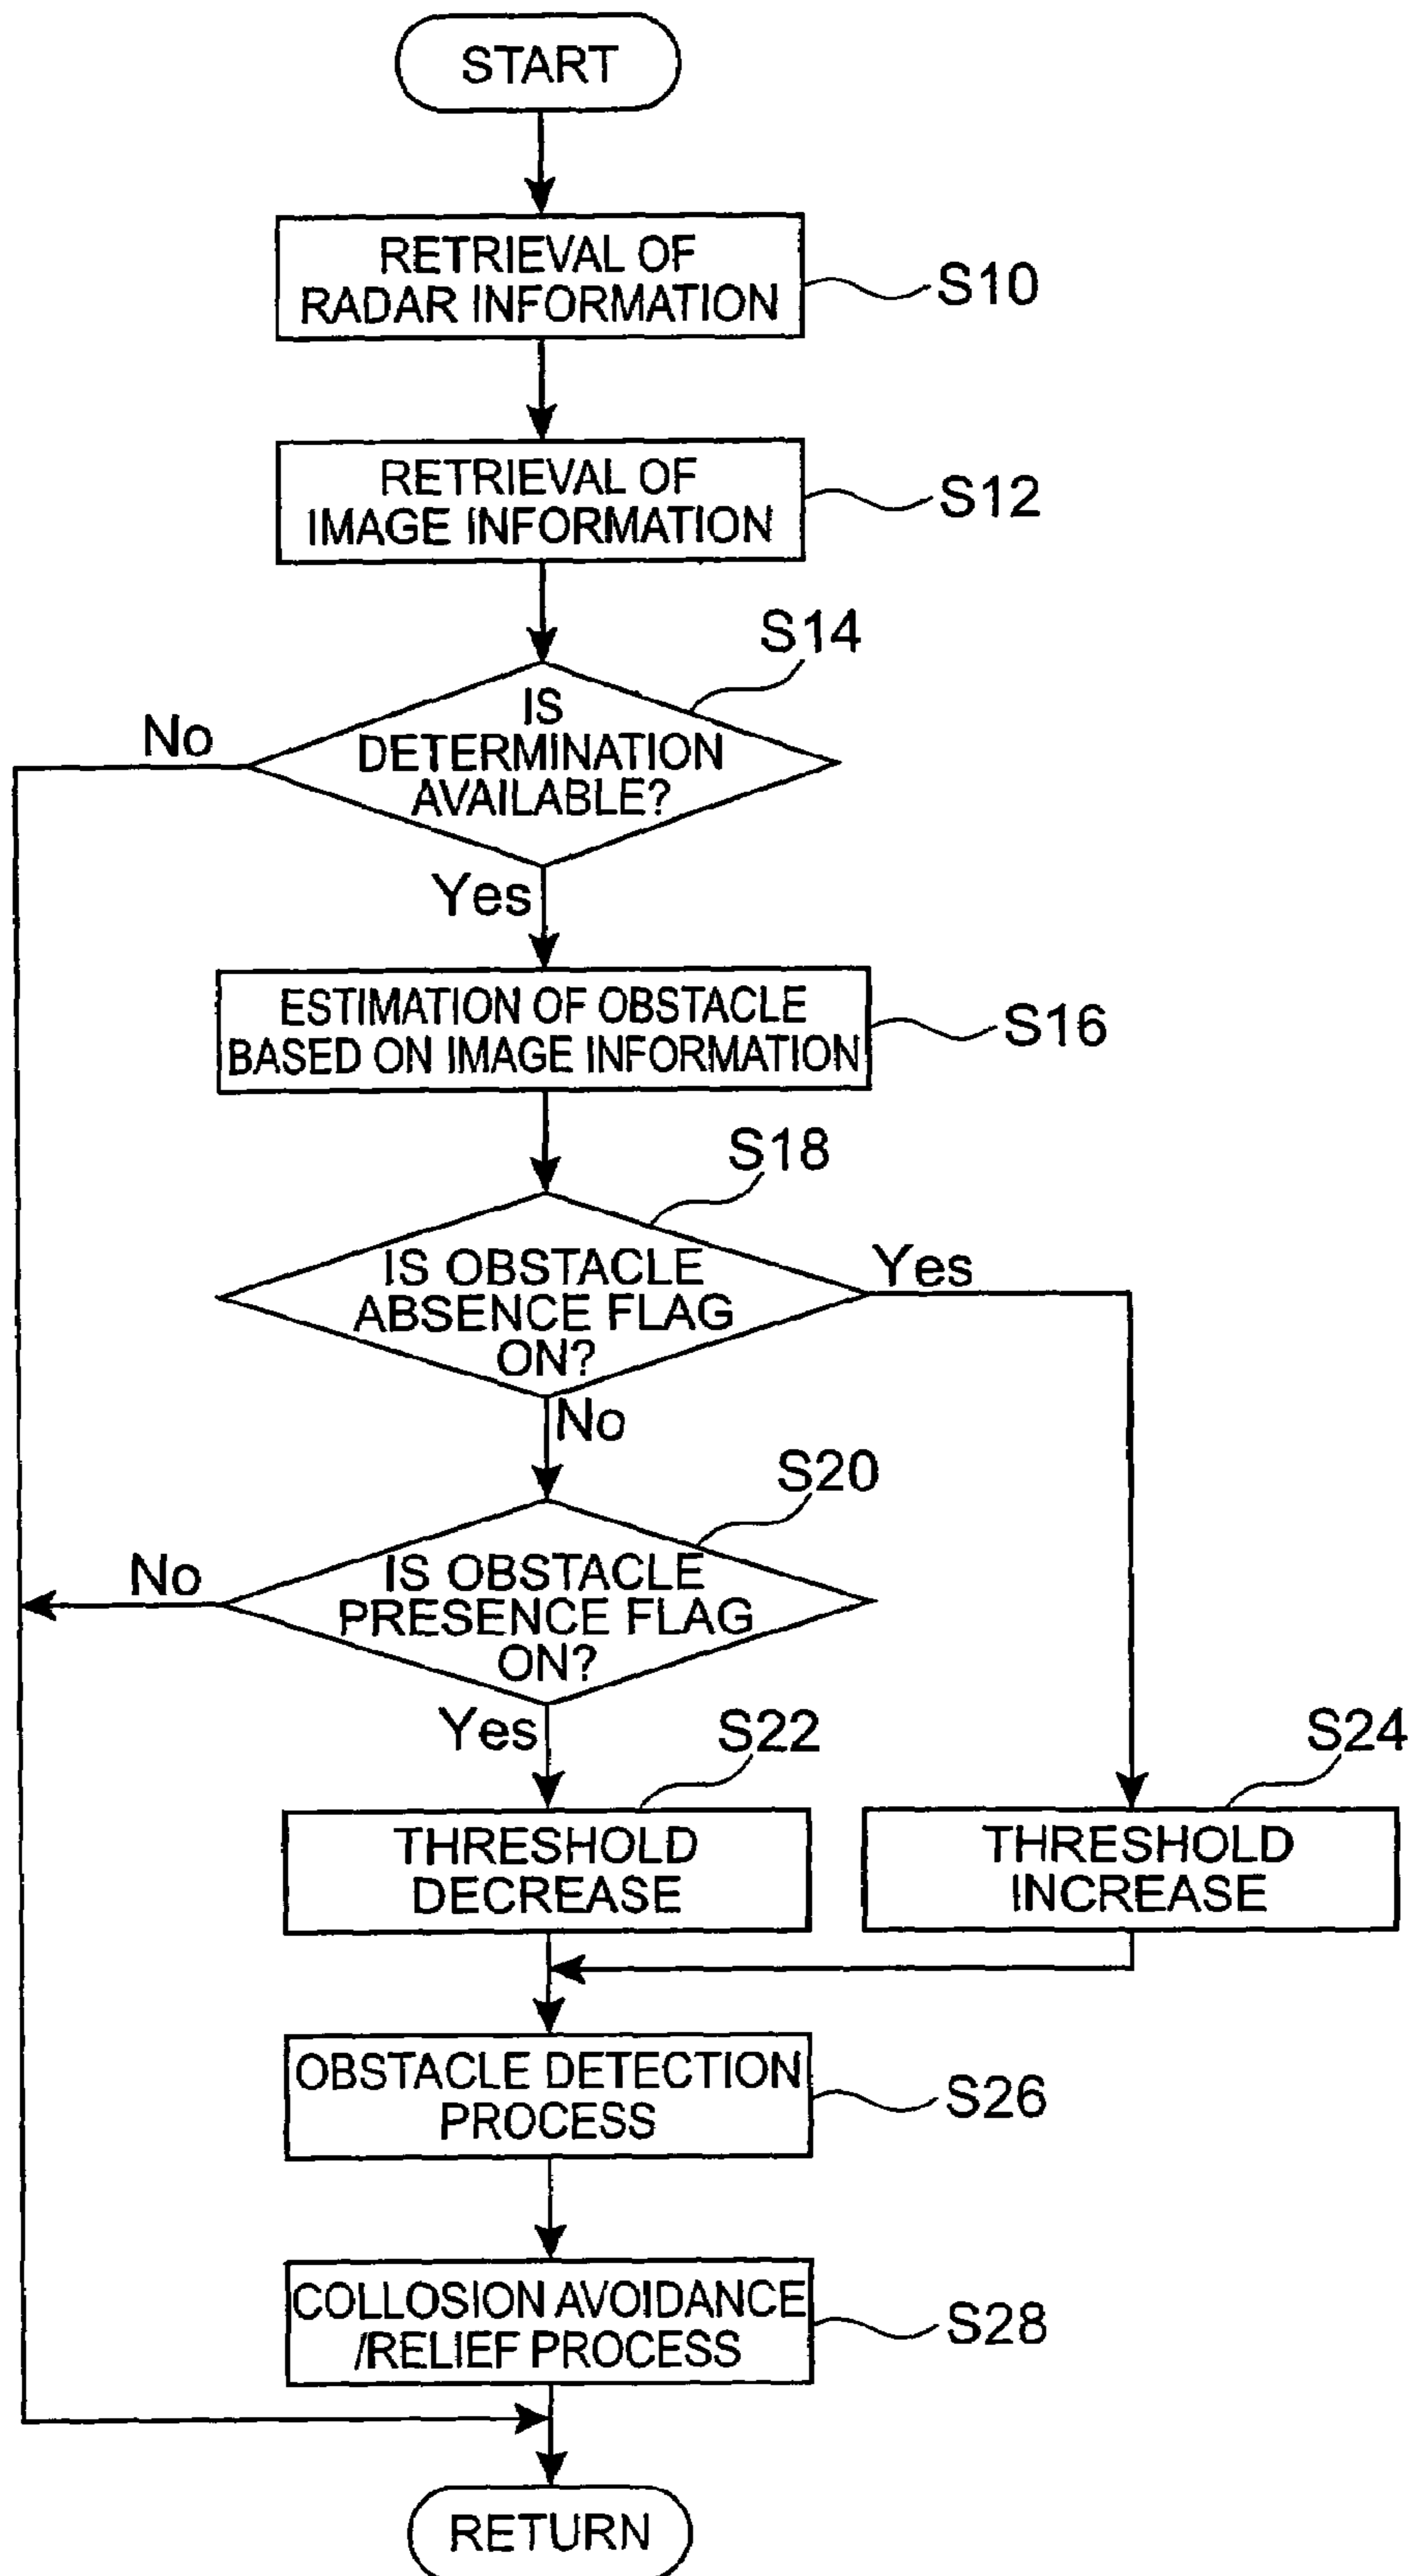 START
RETRIEVAL OF
RADAR INFORMATION
S10
RETRIEVAL OF
IMAGE INFORMATION
S12
S14
IS
DETERMINATION
AVAILABLE?
No
Yes
ESTIMATION OF OBSTACLE
BASED ON IMAGE INFORMATION
S16
S18
IS OBSTACLE
ABSENCE FLAG
ON?
Yes
No
S20
IS OBSTACLE
PRESENCE FLAG
ON?
No
Yes
S22
THRESHOLD
DECREASE
S24
THRESHOLD
INCREASE
OBSTACLE DETECTION
PROCESS
S26
COLLOSION AVOIDANCE
/RELIEF PROCESS
S28
RETURN